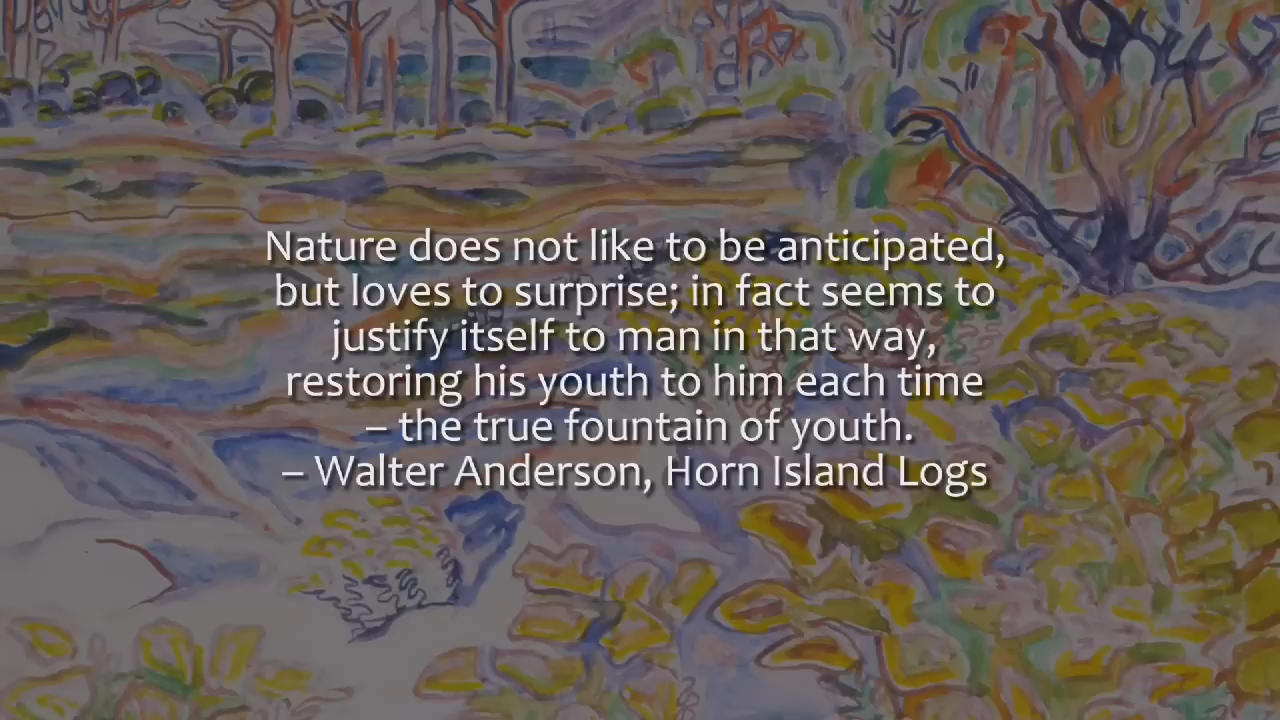 Nature does not like to be anticipated,
but loves to surprise; in fact seems to
justify itself to man in that way,
restoring his youth to him each time
– the true fountain of youth.
– Walter Anderson, Horn Island Logs